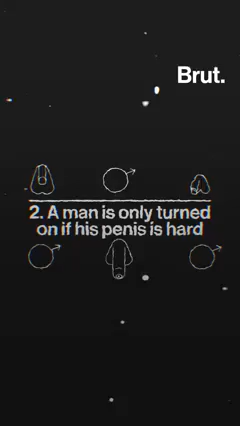 Brut.
2. A man is only turned
on if his penis is hard